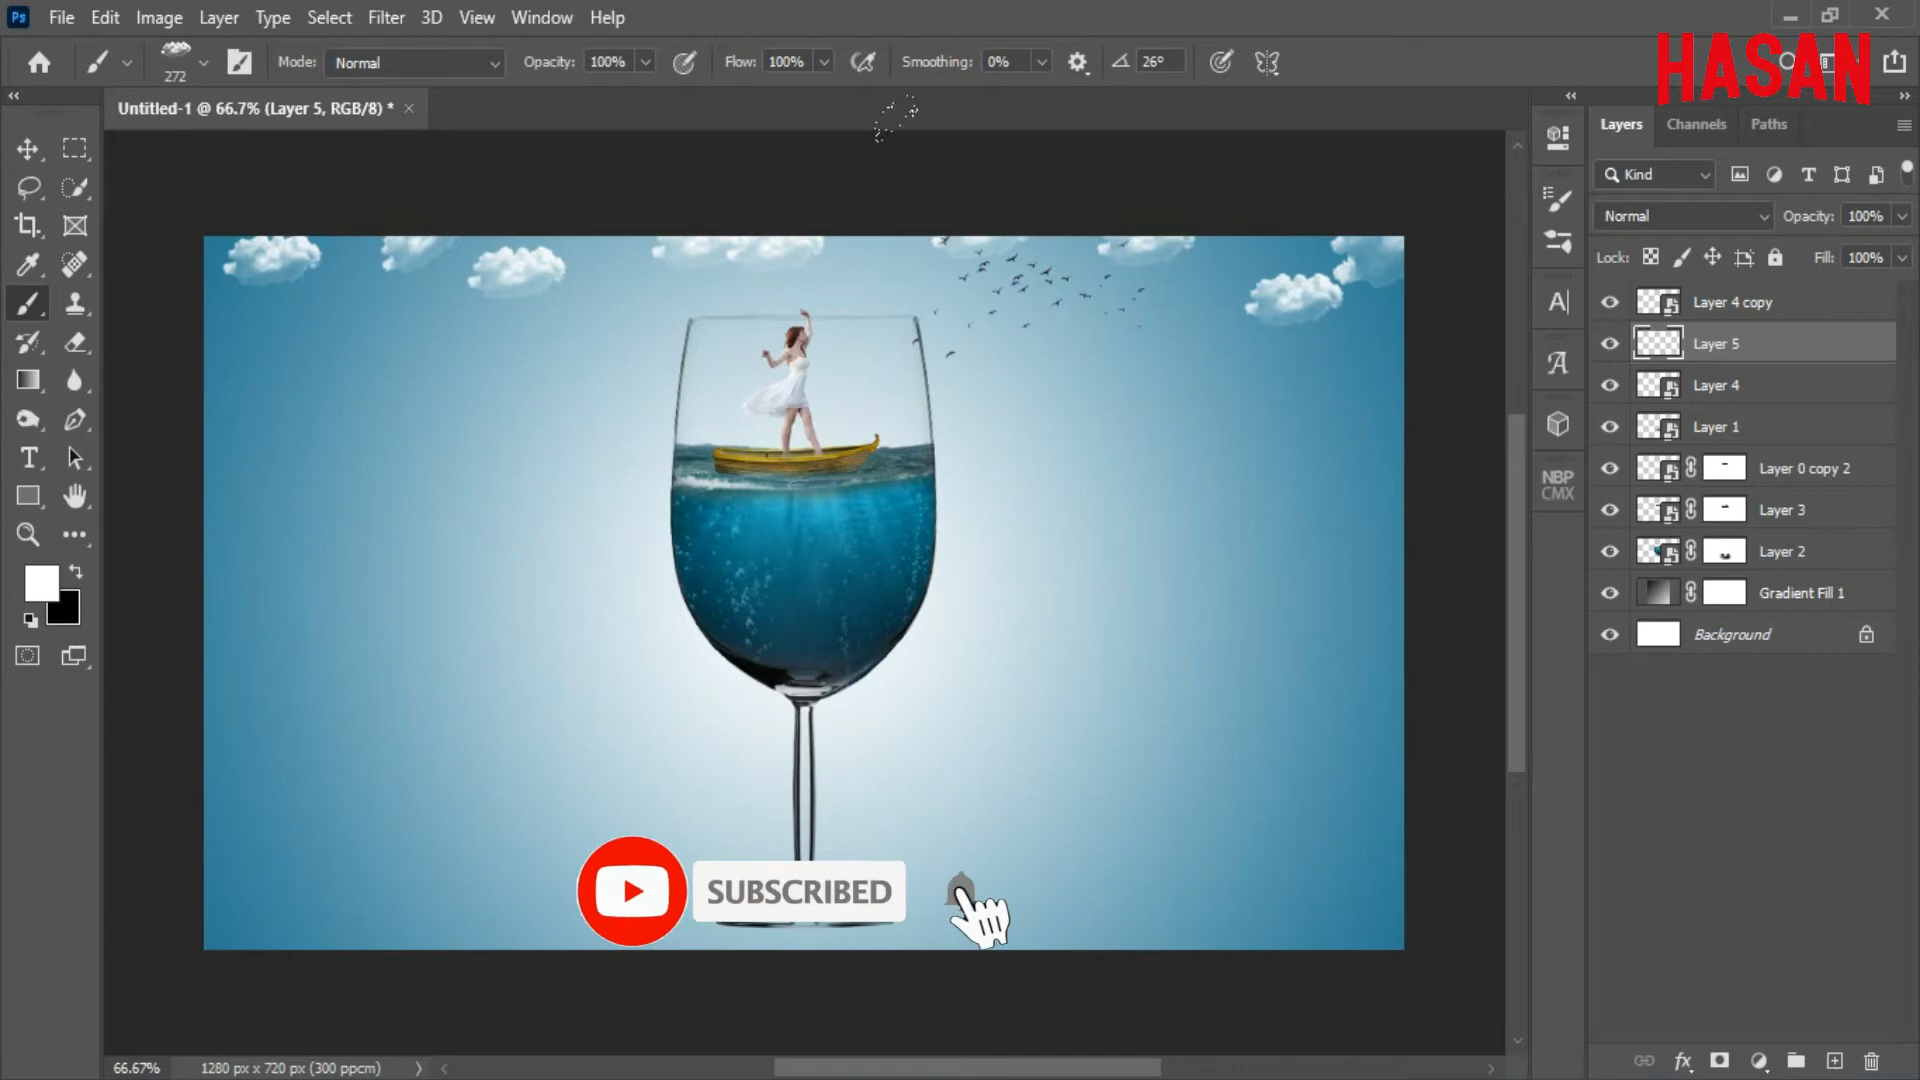 Ps File Edit Image Layer Type Select Filter 3D View Window Help
272 Mode: Normal Opacity: 100% Flow: 100% Smoothing: 0% 26°
HASAN
Untitled-1 @ 66.7% (Layer 5, RGB/8) *
Layers Channels Paths
Kind
Normal Opacity: 100%
Lock: Fill: 100%
Layer 4 copy
Layer 5
Layer 4
Layer 1
Layer 0 copy 2
Layer 3
Layer 2
Gradient Fill 1
Background
NBP
CMX
SUBSCRIBED
66.67% 1280 px x 720 px (300 ppcm)
fx